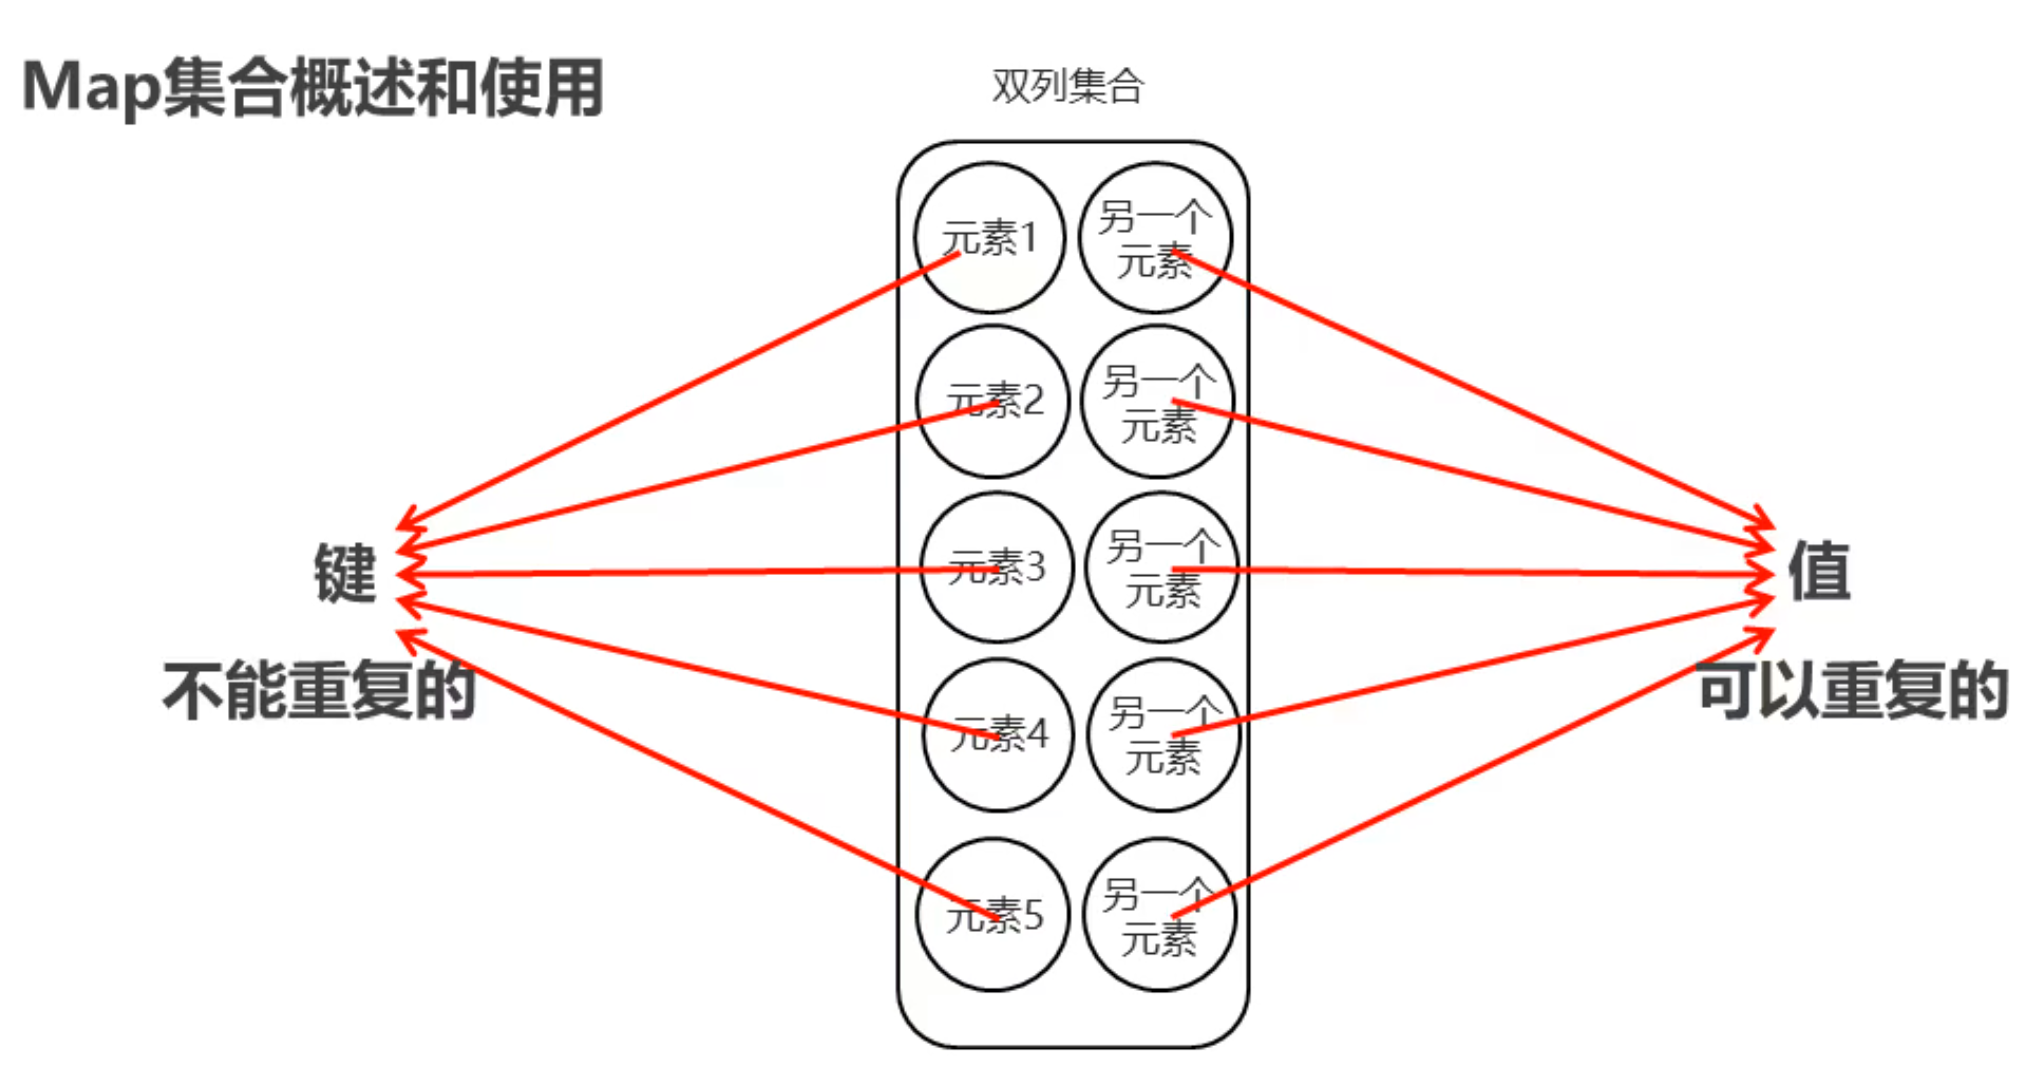 Map集合概述和使用
双列集合
元素1
另一个
元素
元素2
另一个
元素
元素3
另一个
元素
元素4
另一个
元素
元素5
另一个
元素
键
不能重复的
值
可以重复的